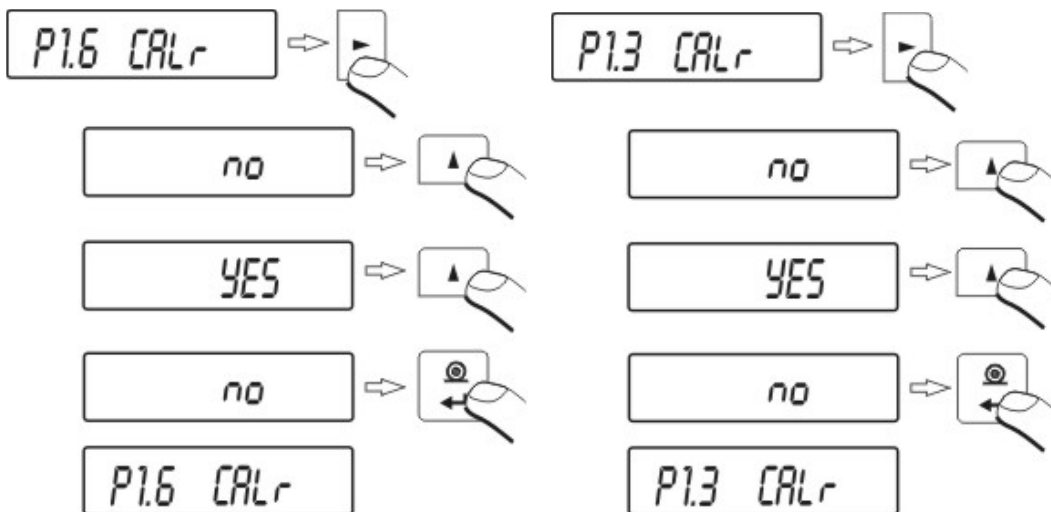 P1.6 CALr
no
YES
no
P1.6 CALr
P1.3 CALr
no
YES
no
P1.3 CALr